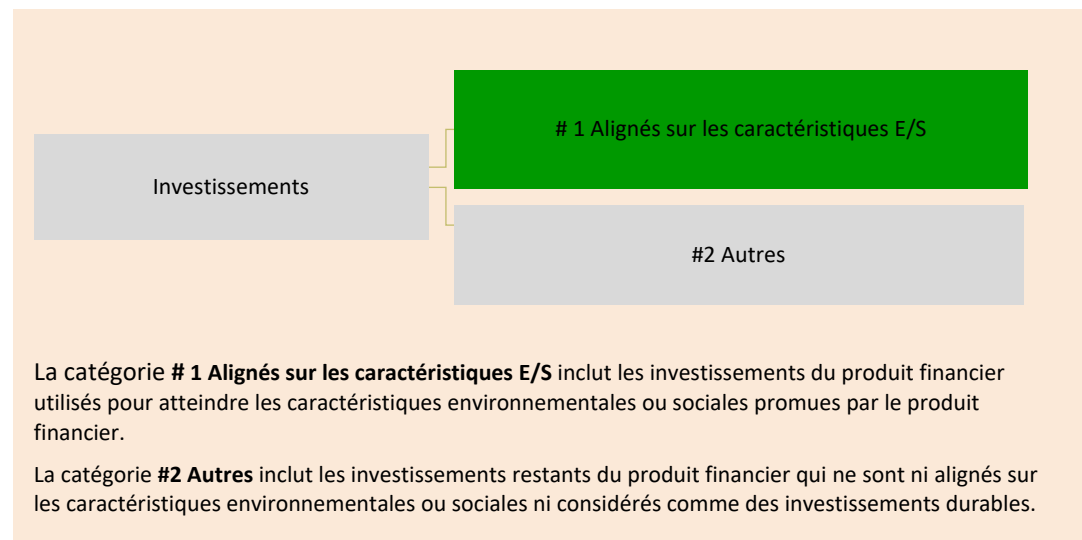 # 1 Alignés sur les caractéristiques E/S
Investissements
#2 Autres
La catégorie # 1 Alignés sur les caractéristiques E/S inclut les investissements du produit financier
utilisés pour atteindre les caractéristiques environnementales ou sociales promues par le produit
financier.
La catégorie #2 Autres inclut les investissements restants du produit financier qui ne sont ni alignés sur
les caractéristiques environnementales ou sociales ni considérés comme des investissements durables.